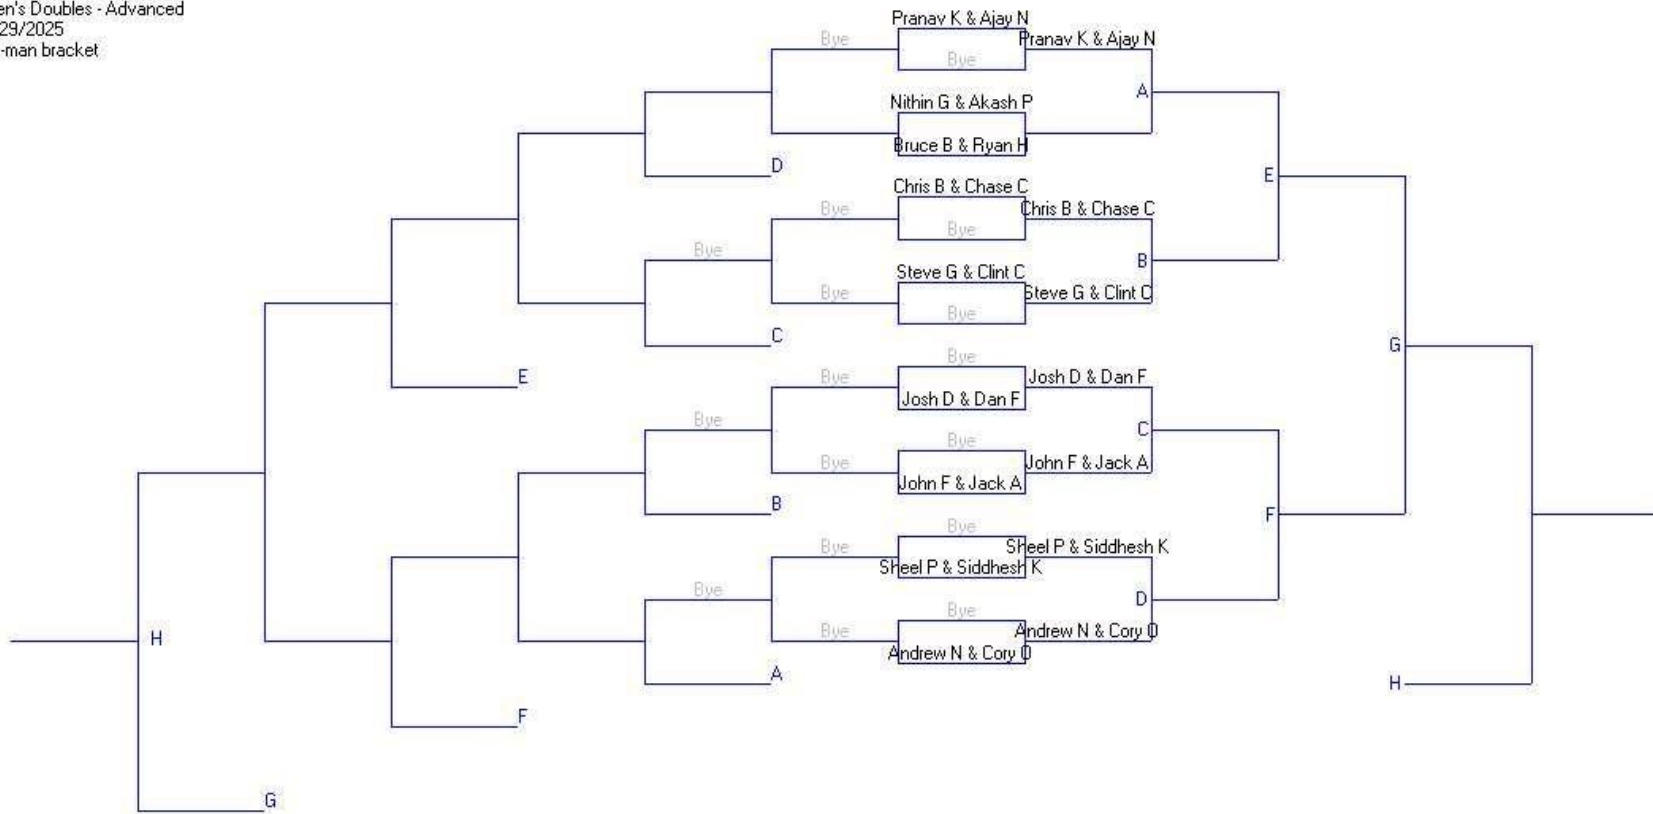 en's Doubles - Advanced
29/2025
-man bracket
Pranav K & Ajay N
Bye
Pranav K & Ajay N
Bye
A
Nithin G & Akash P
Bruce B & Ryan H
D
E
Chris B & Chase C
Bye
Chris B & Chase C
Bye
Bye
B
Steve G & Clint C
Bye
Steve G & Clint C
Bye
C
G
Bye
Bye
Josh D & Dan F
E
Josh D & Dan F
Bye
C
Bye
Bye
John F & Jack A
John F & Jack A
B
F
Bye
Bye
Sheel P & Siddhesh K
Sheel P & Siddhesh K
Bye
D
Bye
Bye
Andrew N & Cory O
H
Andrew N & Cory O
A
H
F
G